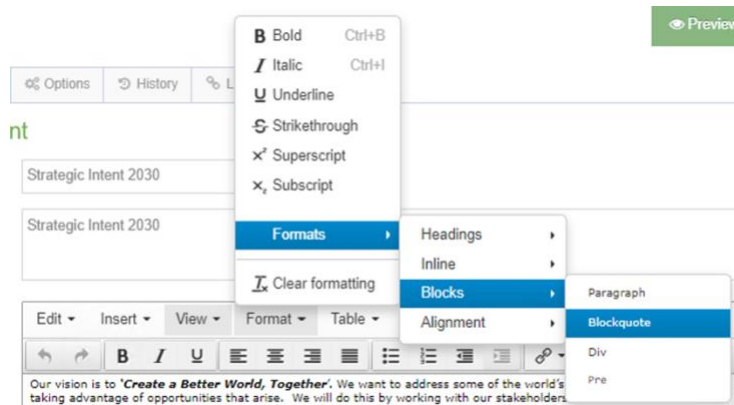 Preview
B Bold Ctrl+B
I Italic Ctrl+I
U Underline
S Strikethrough
x² Superscript
x₂ Subscript
Formats
Clear formatting
Headings
Inline
Blocks
Alignment
Paragraph
Blockquote
Div
Pre
Options History L
nt
Strategic Intent 2030
Strategic Intent 2030
Edit Insert View Format Table
B I U
Our vision is to 'Create a Better World, Together'. We want to address some of the world's
taking advantage of opportunities that arise. We will do this by working with our stakeholders